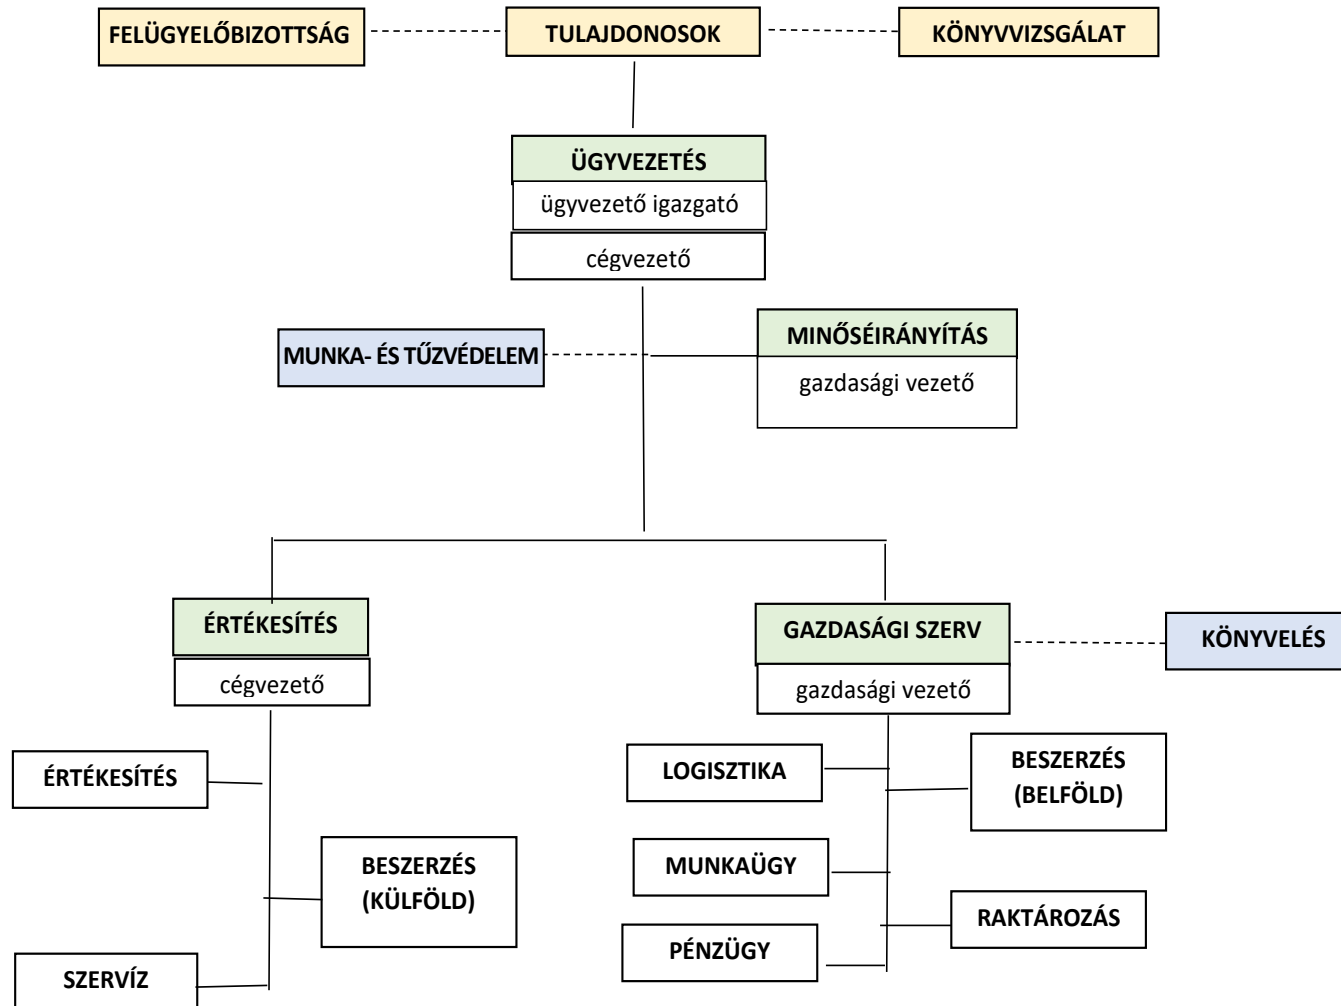 FELÜGYELŐBIZOTTSÁG
TULAJDONOSOK
KÖNYVVIZSGÁLAT
ÜGYVEZETÉS
ügyvezető igazgató
cégvezető
MUNKA- ÉS TŰZVÉDELEM
MINŐSÉIRÁNYÍTÁS
gazdasági vezető
ÉRTÉKESÍTÉS
cégvezető
GAZDASÁGI SZERV
gazdasági vezető
KÖNYVELÉS
ÉRTÉKESÍTÉS
BESZERZÉS
(KÜLFÖLD)
SZERVÍZ
LOGISZTIKA
BESZERZÉS
(BELFÖLD)
MUNKAÜGY
RAKTÁROZÁS
PÉNZÜGY